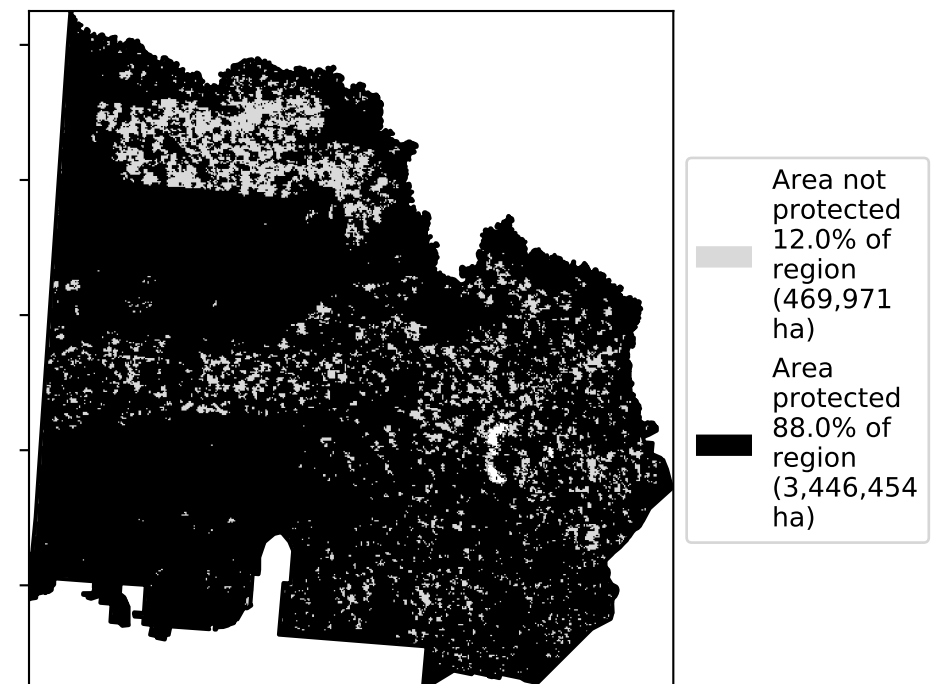 Area not
protected
12.0% of
region
(469,971
ha)
Area
protected
88.0% of
region
(3,446,454
ha)